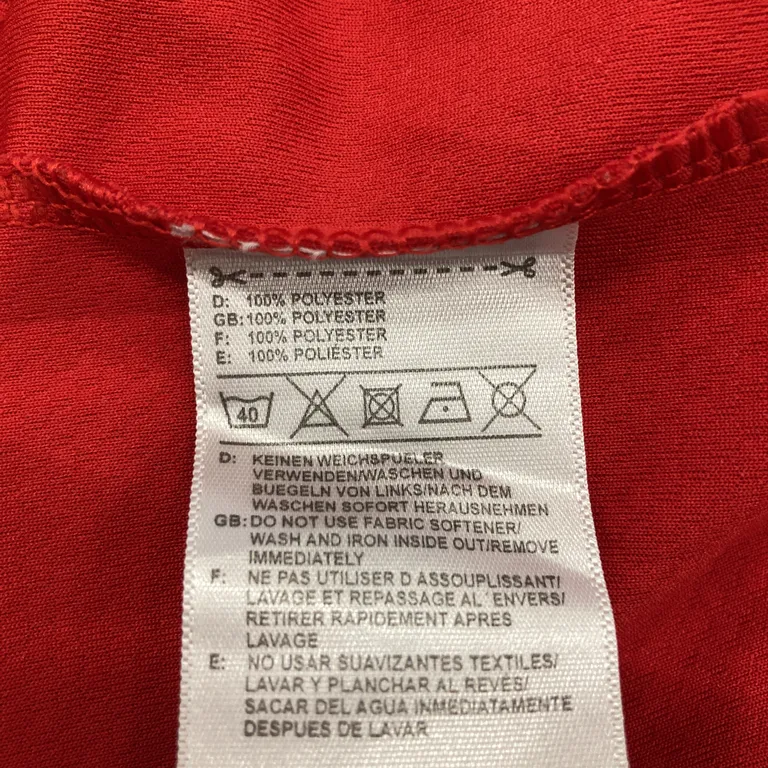 D: 100% POLYESTER
GB: 100% POLYESTER
F: 100% POLYESTER
E: 100% POLIÉSTER
40
D: KEINEN WEICHSPUELER
VERWENDEN/WASCHEN UND
BUEGELN VON LINKS/NACH DEM
WASCHEN SOFORT HERAUSNEHMEN
GB: DO NOT USE FABRIC SOFTENER/
WASH AND IRON INSIDE OUT/REMOVE
IMMEDIATELY
F: NE PAS UTILISER D ASSOUPLISSANT/
LAVAGE ET REPASSAGE AL´ENVERS/
RETIRER RAPIDEMENT APRES
LAVAGE
E: NO USAR SUAVIZANTES TEXTILES/
LAVAR Y PLANCHAR AL REVÉS/
SACAR DEL AGUA INMEDIATAMENTE
DESPUES DE LAVAR